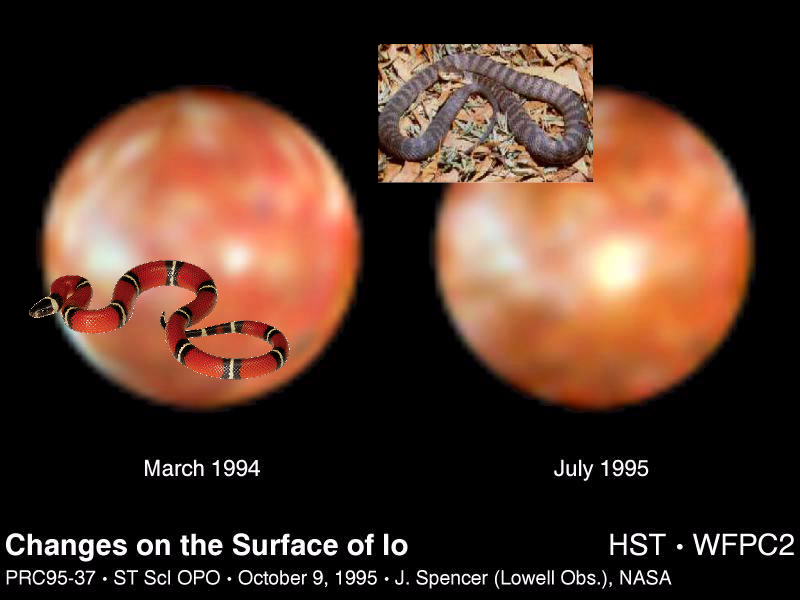 March 1994
July 1995
Changes on the Surface of Io
HST • WFPC2
PRC95-37 • ST ScI OPO • October 9, 1995 • J. Spencer (Lowell Obs.), NASA